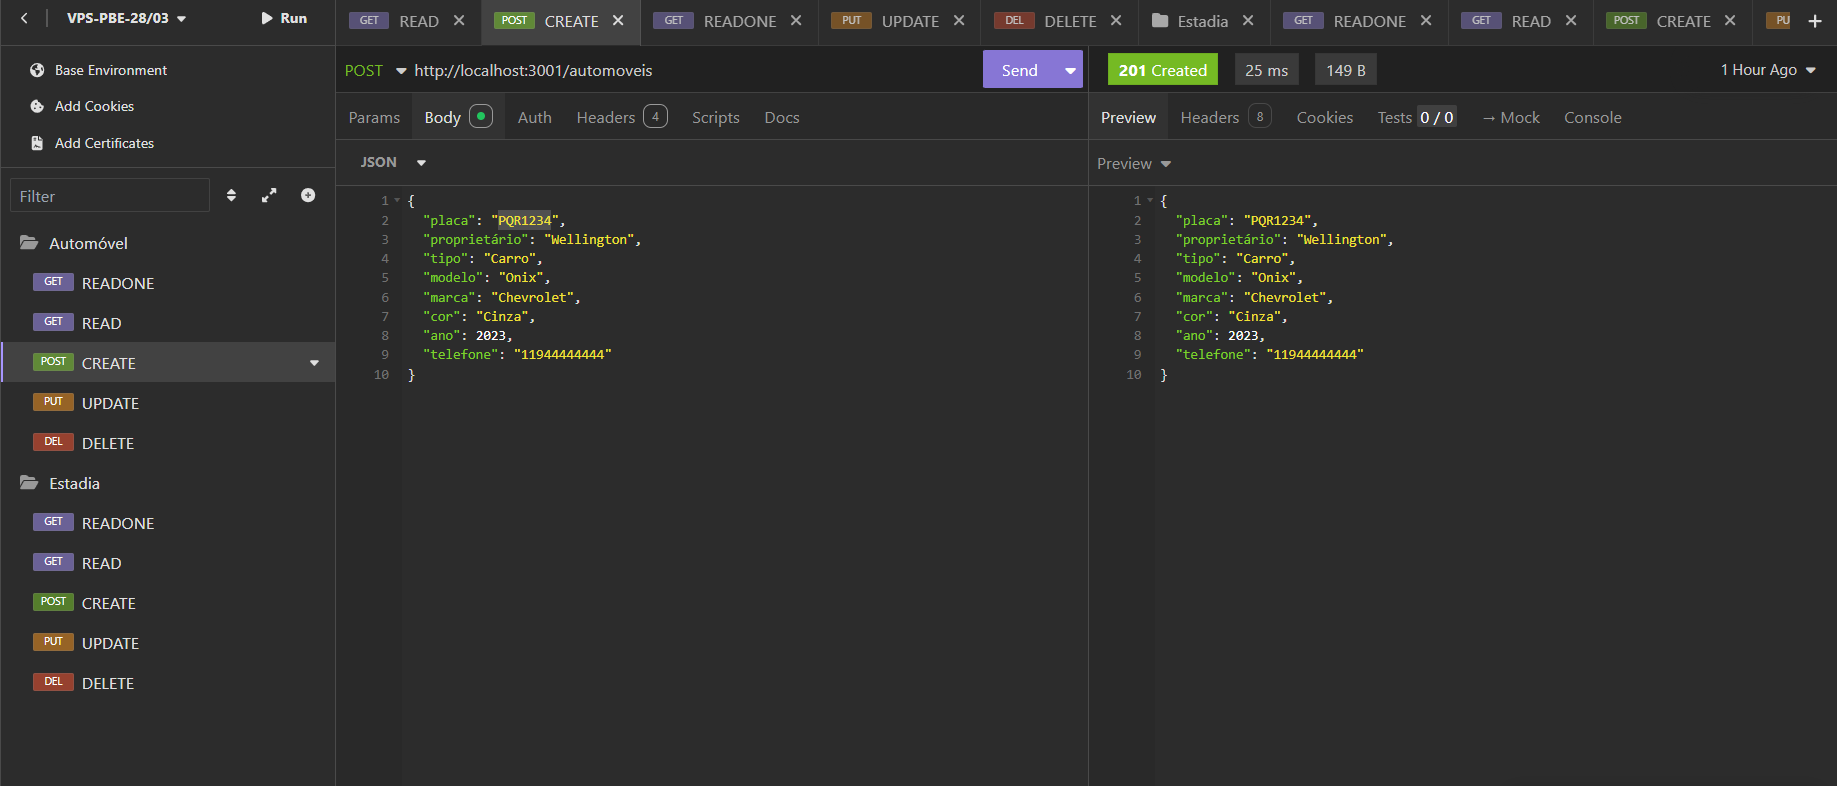 VPS-PBE-28/03
Run
GET READ
POST CREATE
GET READONE
PUT UPDATE
DEL DELETE
Estadia
GET READONE
GET READ
POST CREATE
PU
Base Environment
Add Cookies
Add Certificates
Filter
Automóvel
GET READONE
GET READ
POST CREATE
PUT UPDATE
DEL DELETE
Estadia
GET READONE
GET READ
POST CREATE
PUT UPDATE
DEL DELETE
POST http://localhost:3001/automoveis Send
Params Body Auth Headers 4 Scripts Docs
JSON
1 {
2 "placa": "PQR1234",
3 "proprietário": "Wellington",
4 "tipo": "Carro",
5 "modelo": "Onix",
6 "marca": "Chevrolet",
7 "cor": "Cinza",
8 "ano": 2023,
9 "telefone": "11944444444"
10 }
201 Created 25 ms 149 B 1 Hour Ago
Preview Headers 8 Cookies Tests 0 / 0 → Mock Console
Preview
1 {
2 "placa": "PQR1234",
3 "proprietário": "Wellington",
4 "tipo": "Carro",
5 "modelo": "Onix",
6 "marca": "Chevrolet",
7 "cor": "Cinza",
8 "ano": 2023,
9 "telefone": "11944444444"
10 }